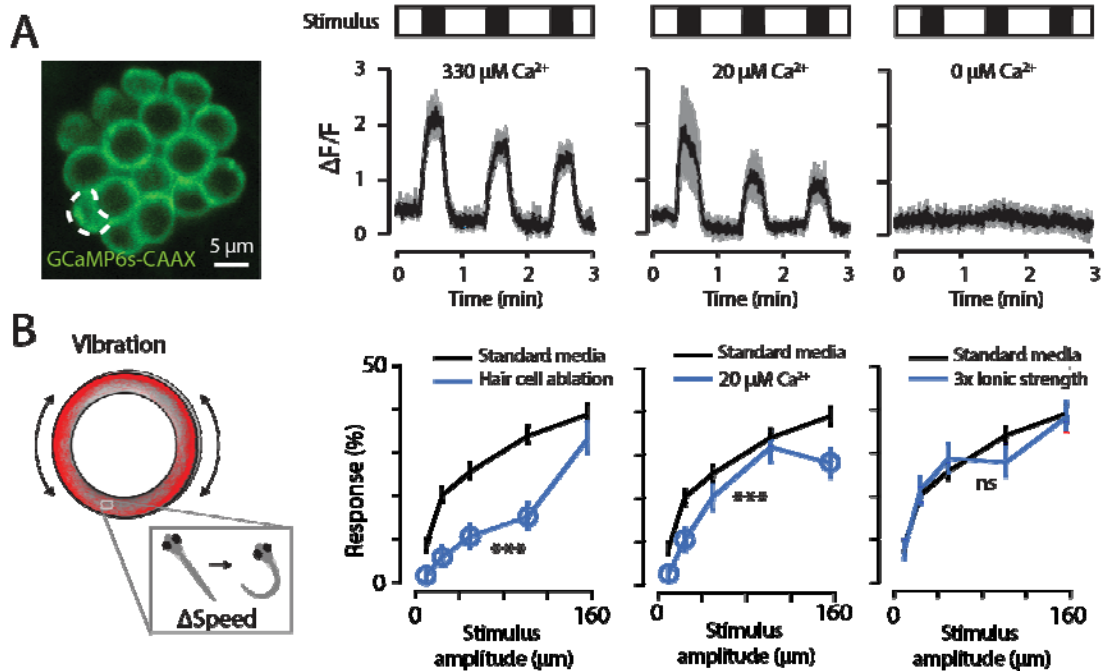 A
Stimulus
GCaMP6s-CAAX
5 µm
330 µM Ca²⁺
20 µM Ca²⁺
0 µM Ca²⁺
ΔF/F
3
2
1
0
0 1 2 3
Time (min)
0 1 2 3
Time (min)
0 1 2 3
Time (min)
B
Vibration
ΔSpeed
Response (%)
50
0
Standard media
Hair cell ablation
***
0 160
Stimulus
amplitude (µm)
Standard media
20 µM Ca²⁺
***
0 160
Stimulus
amplitude (µm)
Standard media
3x Ionic strength
ns
0 160
Stimulus
amplitude (µm)